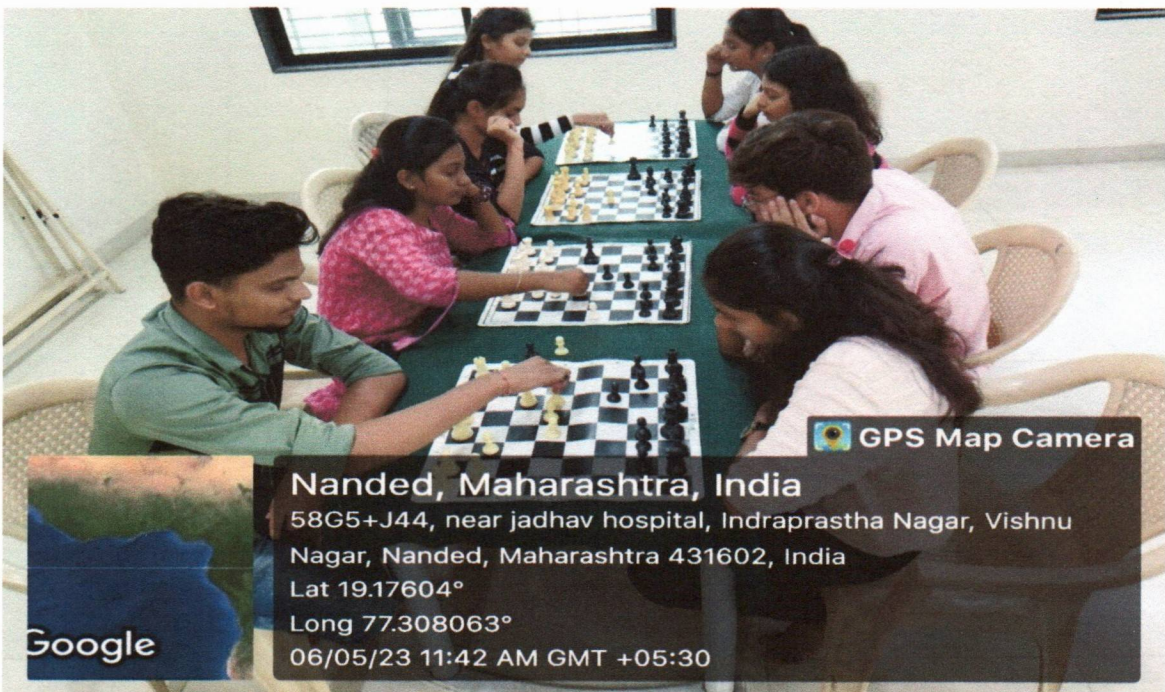 GPS Map Camera
Nanded, Maharashtra, India
58G5+J44, near jadhav hospital, Indraprastha Nagar, Vishnu
Nagar, Nanded, Maharashtra 431602, India
Lat 19.17604°
Long 77.308063°
06/05/23 11:42 AM GMT +05:30
Google